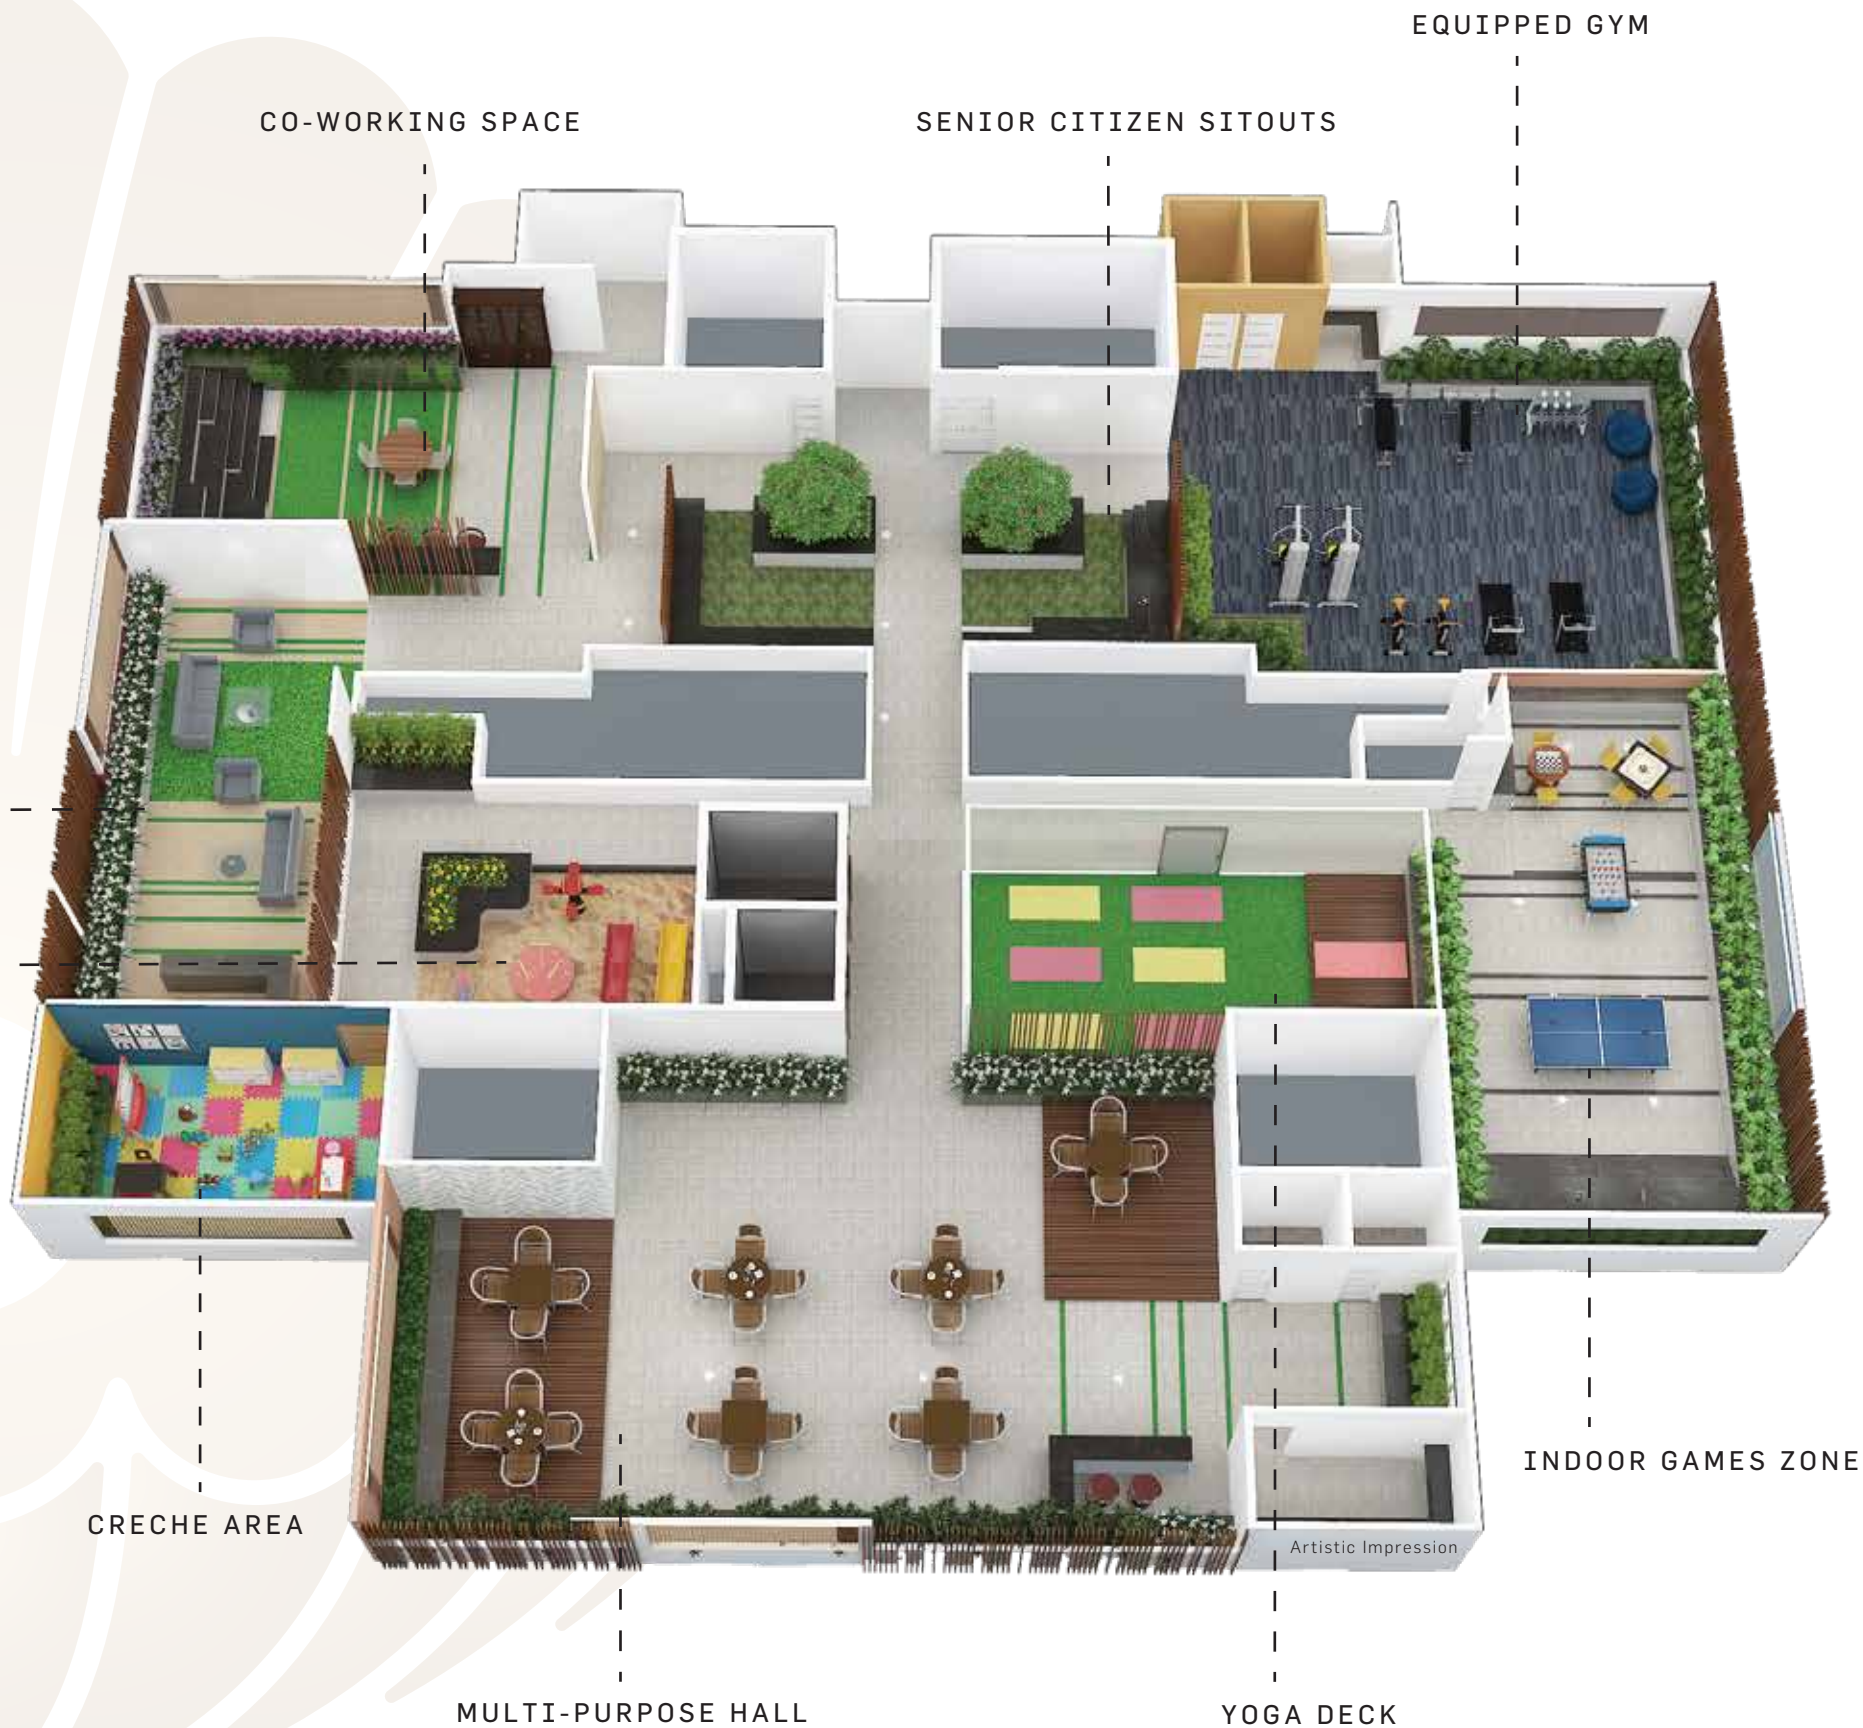 EQUIPPED GYM
CO-WORKING SPACE
SENIOR CITIZEN SITOUTS
INDOOR GAMES ZONE
CRECHE AREA
Artistic Impression
MULTI-PURPOSE HALL
YOGA DECK